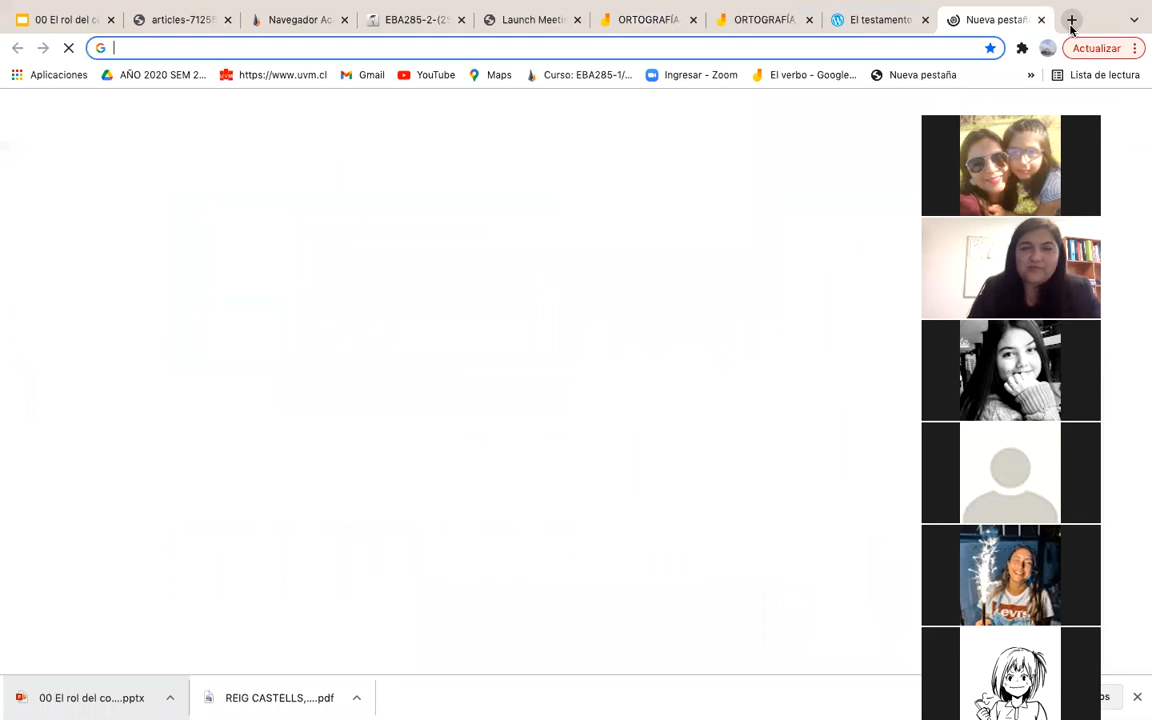 00 El rol del c
articles-7125
Navegador Ac
EBA285-2-(2
Launch Meeti
ORTOGRAFÍA
ORTOGRAFÍA
El testamento
Nueva pestañ
Actualizar
Aplicaciones
AÑO 2020 SEM 2...
https://www.uvm.cl
Gmail
YouTube
Maps
Curso: EBA285-1/...
Ingresar - Zoom
El verbo - Google...
Nueva pestaña
»
Lista de lectura
Levi's
00 El rol del co....pptx
REIG CASTELLS,....pdf
os